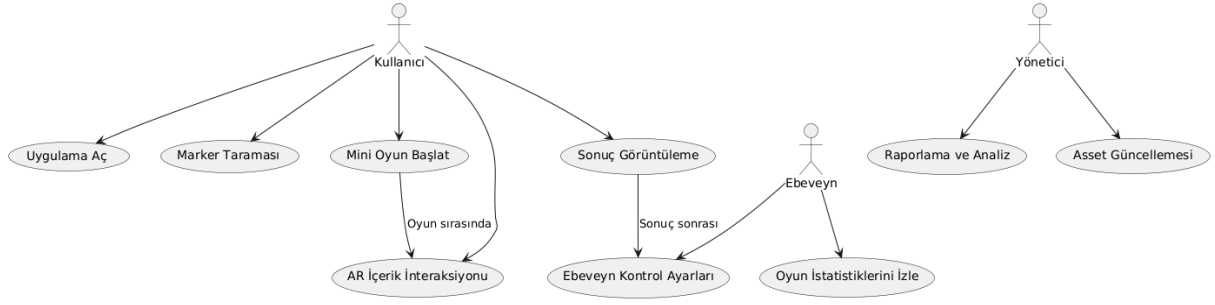 Kullanıcı
Yönetici
Uygulama Aç
Marker Taraması
Mini Oyun Başlat
Sonuç Görüntüleme
Ebeveyn
Raporlama ve Analiz
Asset Güncellemesi
Oyun sırasında
Sonuç sonrası
AR İçerik İnteraksiyonu
Ebeveyn Kontrol Ayarları
Oyun İstatistiklerini İzle